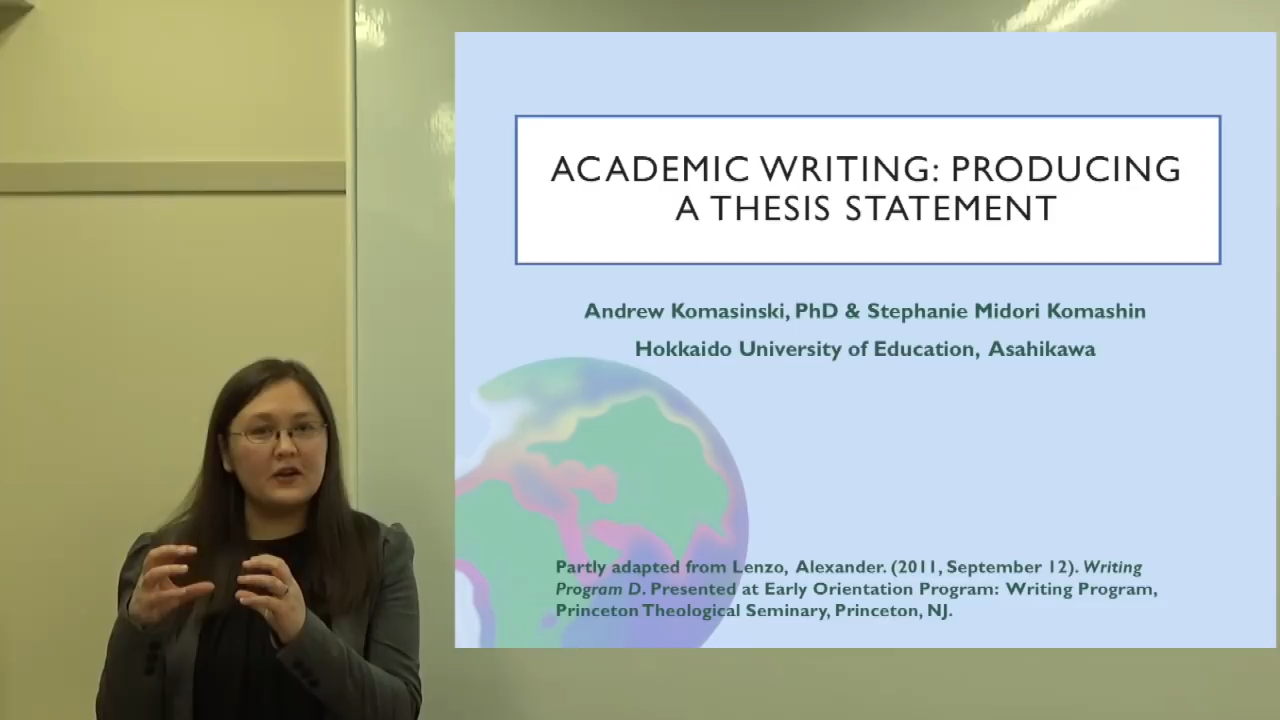 ACADEMIC WRITING: PRODUCING
A THESIS STATEMENT
Andrew Komasinski, PhD & Stephanie Midori Komashin
Hokkaido University of Education, Asahikawa
Partly adapted from Lenzo, Alexander. (2011, September 12). Writing
Program D. Presented at Early Orientation Program: Writing Program,
Princeton Theological Seminary, Princeton, NJ.